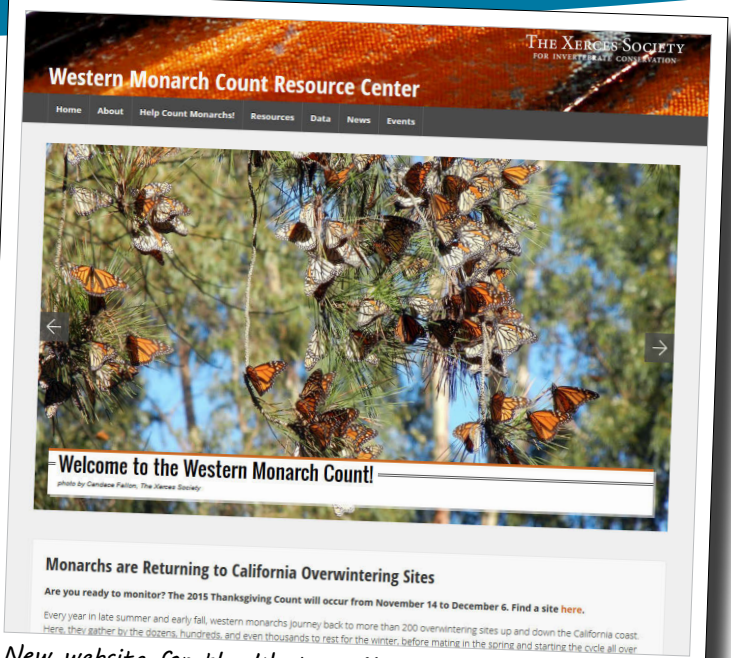 THE XERCES SOCIETY
FOR INVERTEBRATE CONSERVATION
Western Monarch Count Resource Center
Home About Help Count Monarchs! Resources Data News Events
Welcome to the Western Monarch Count!
photo by Candace Fallon, The Xerces Society
Monarchs are Returning to California Overwintering Sites
Are you ready to monitor? The 2015 Thanksgiving Count will occur from November 14 to December 6. Find a site here.
Every year in late summer and early fall, western monarchs journey back to more than 200 overwintering sites up and down the California coast.
Here, they gather by the dozens, hundreds, and even thousands to rest for the winter, before mating in the spring and starting the cycle all over
New website for the